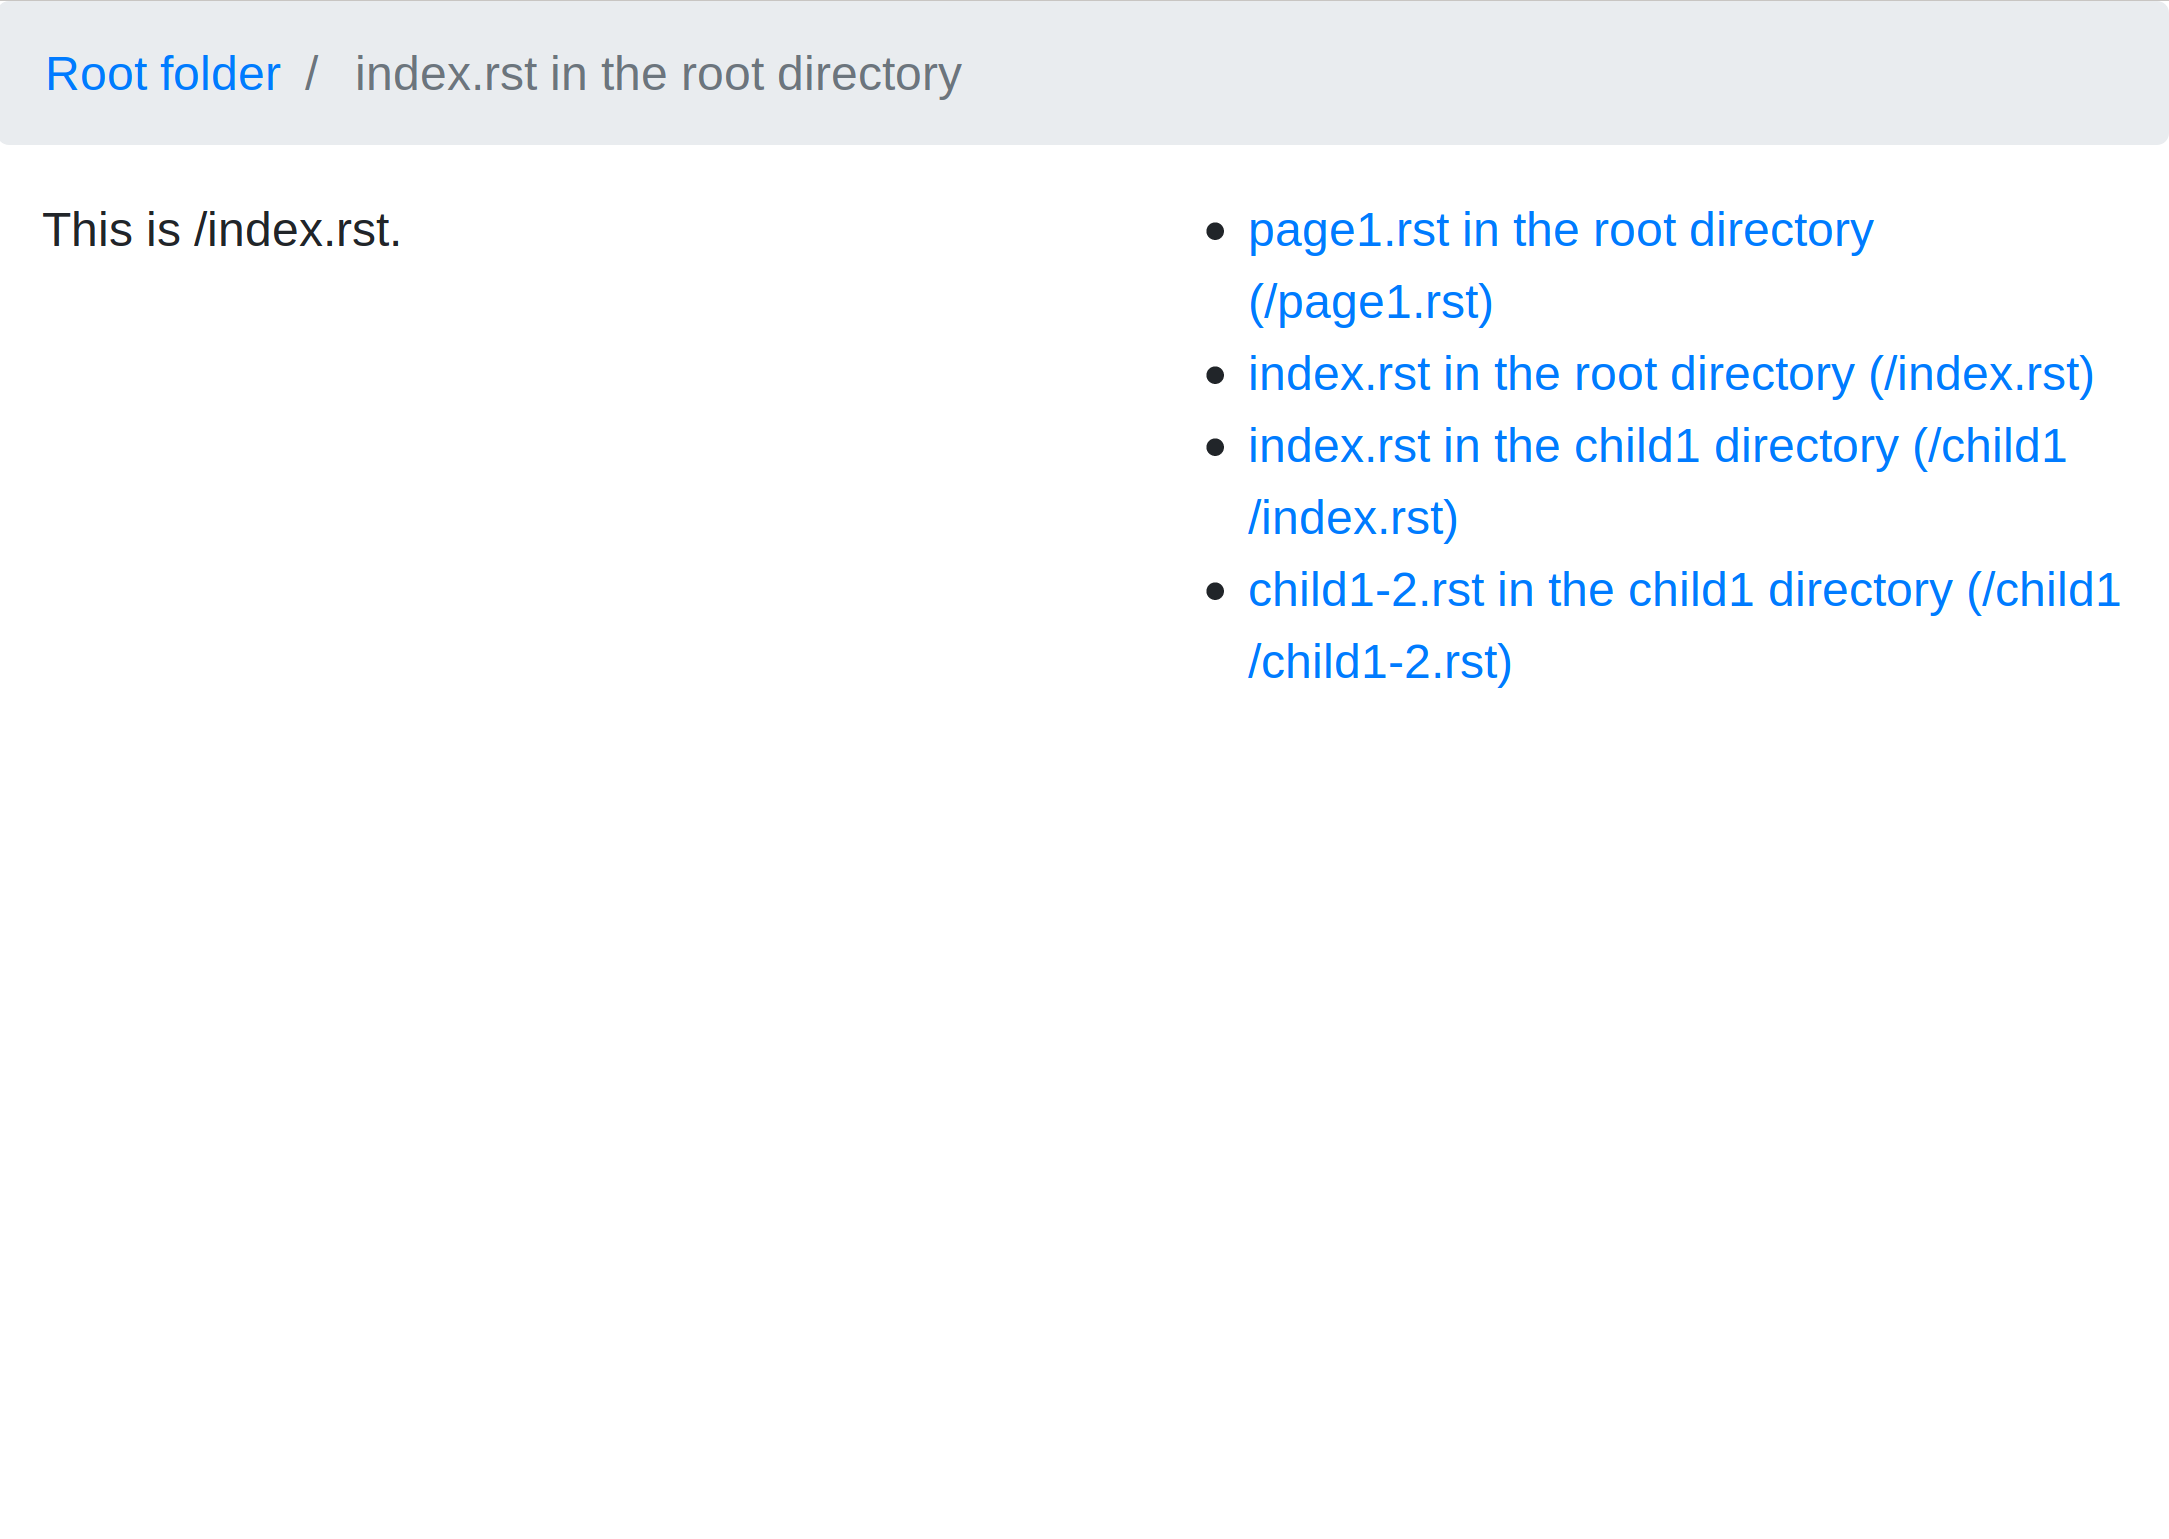 Root folder / index.rst in the root directory
This is /index.rst.
page1.rst in the root directory
(/page1.rst)
index.rst in the root directory (/index.rst)
index.rst in the child1 directory (/child1
/index.rst)
child1-2.rst in the child1 directory (/child1
/child1-2.rst)